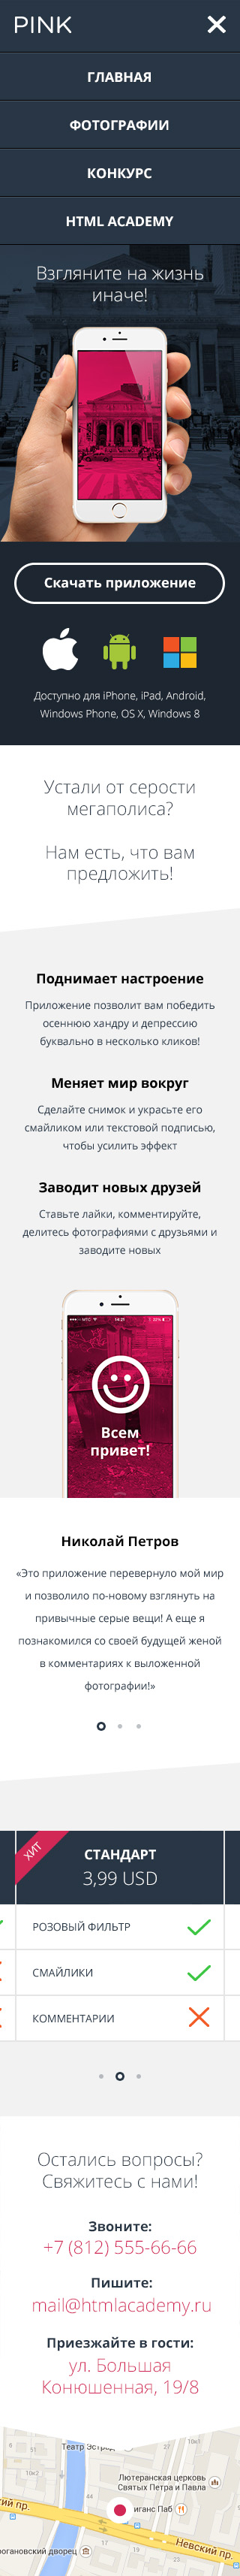 PINK
ГЛАВНАЯ
ФОТОГРАФИИ
КОНКУРС
HTML ACADEMY
Взгляните на жизнь
иначе!
Скачать приложение
Доступно для iPhone, iPad, Android,
Windows Phone, OS X, Windows 8
Устали от серости
мегаполиса?
Нам есть, что вам
предложить!
Поднимает настроение
Приложение позволит вам победить
осеннюю хандру и депрессию
буквально в несколько кликов!
Меняет мир вокруг
Сделайте снимок и украсьте его
смайликом или текстовой подписью,
чтобы усилить эффект
Заводит новых друзей
Ставьте лайки, комментируйте,
делитесь фотографиями с друзьями и
заводите новых
МТС 14:21 22%
Всем
привет!
Николай Петров
«Это приложение перевернуло мой мир
и позволило по-новому взглянуть на
привычные серые вещи! А еще я
познакомился со своей будущей женой
в комментариях к выложенной
фотографии!»
ХИТ
СТАНДАРТ
3,99 USD
РОЗОВЫЙ ФИЛЬТР
СМАЙЛИКИ
КОММЕНТАРИИ
Остались вопросы?
Свяжитесь с нами!
Звоните:
+7 (812) 555-66-66
Пишите:
mail@htmlacademy.ru
Приезжайте в гости:
ул. Большая
Конюшенная, 19/8
Театр Эстрад
Лютеранская церковь
Святых Петра и Павла
ский пр.
иганс Паб
Невский пр.
рогановский дворец